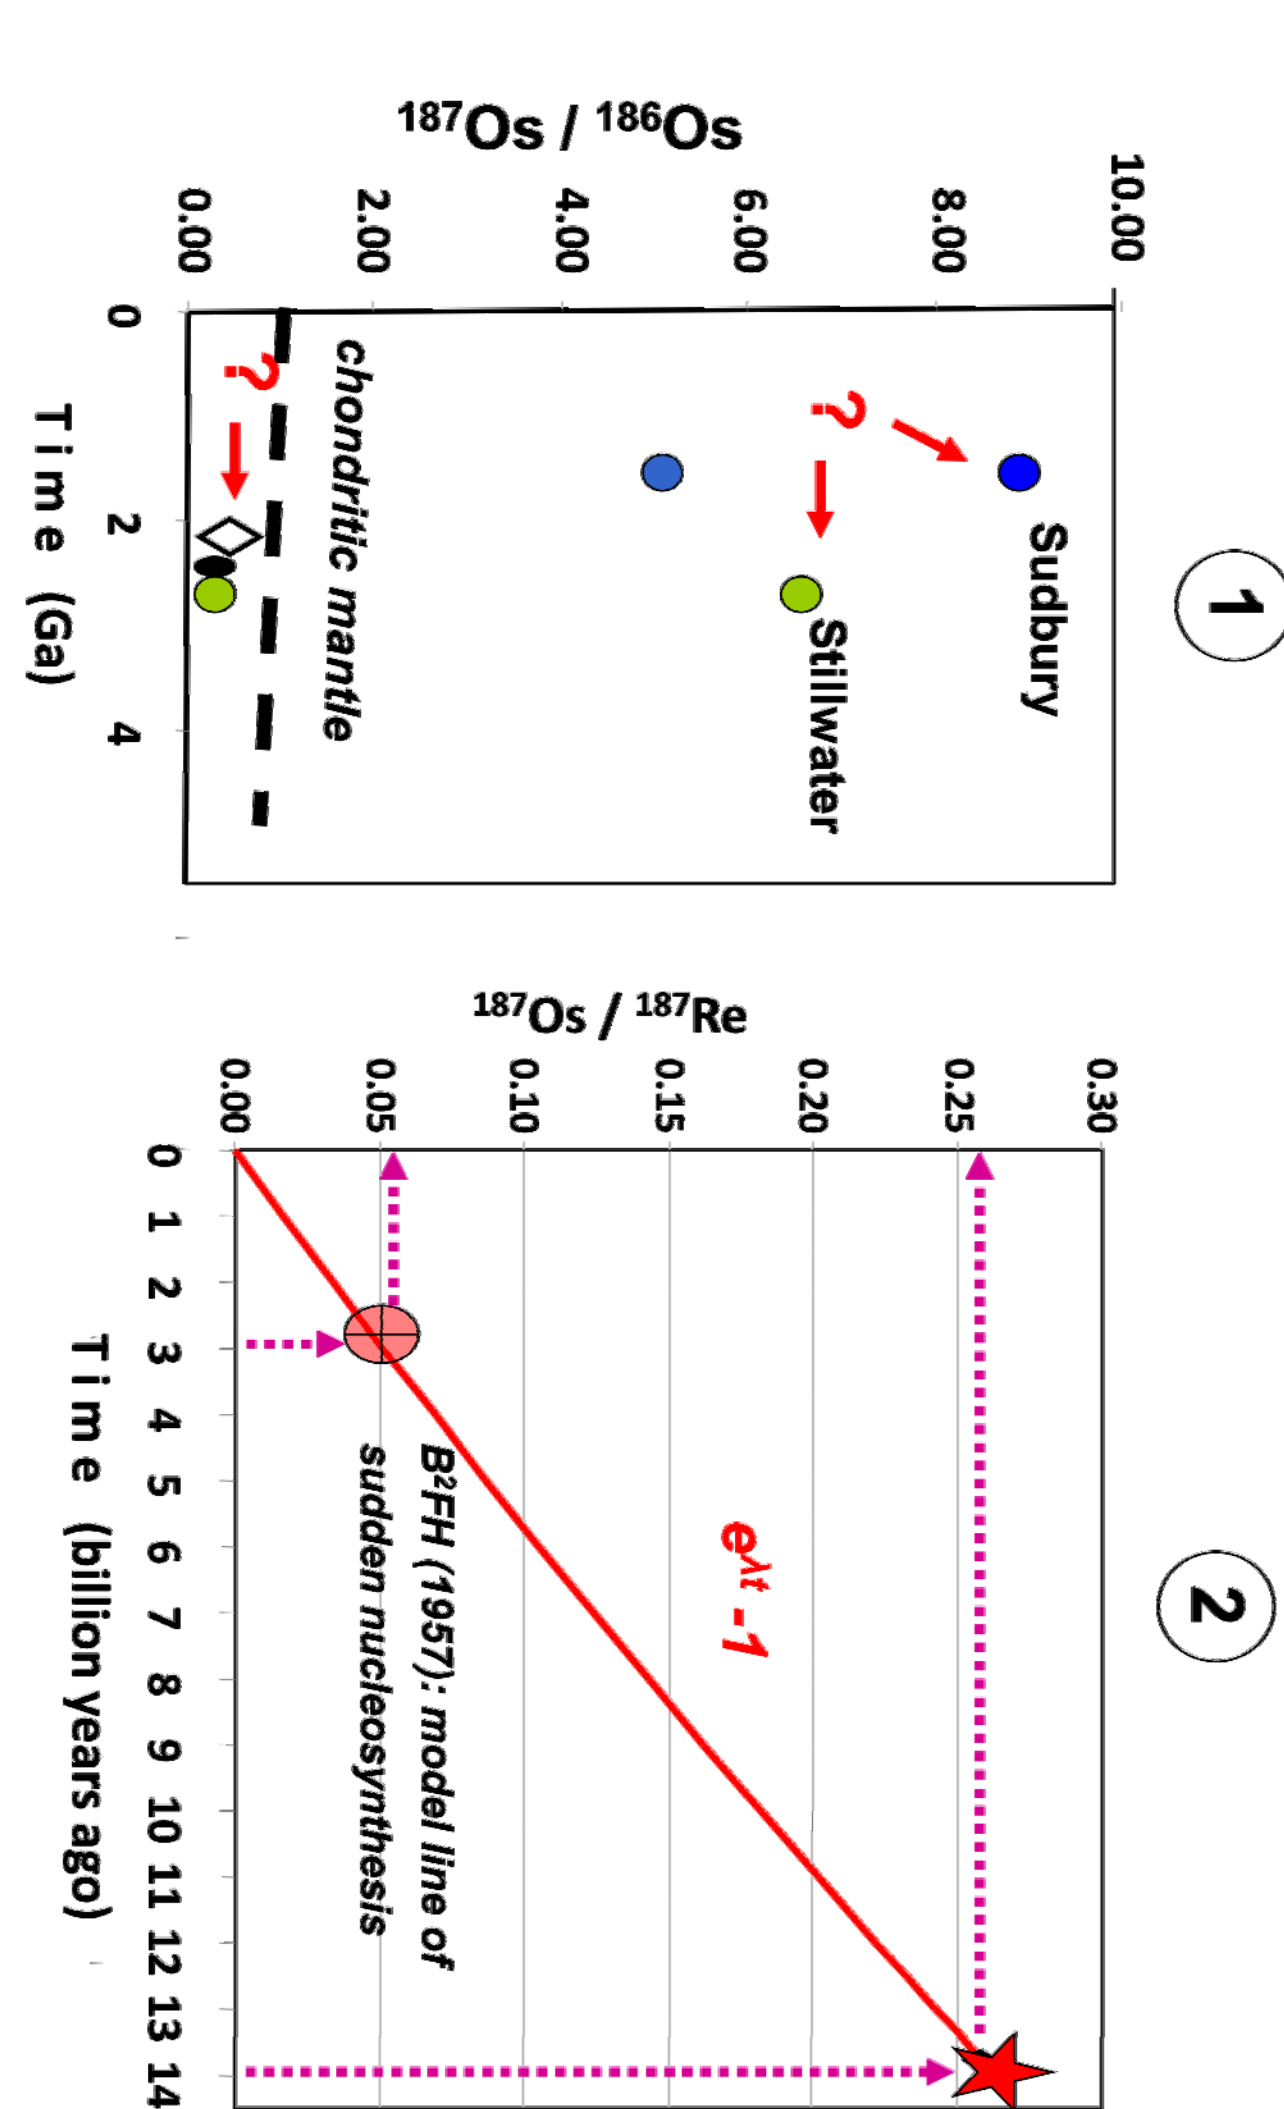 1
187Os / 186Os
10.00
8.00
6.00
4.00
2.00
0.00
Sudbury
?
Stillwater
chondritic mantle
?
0 2 4
Time (Ga)
2
187Os / 187Re
0.30
0.25
0.20
0.15
0.10
0.05
0.00
eλt -1
B2FH (1957): model line of
sudden nucleosynthesis
0 1 2 3 4 5 6 7 8 9 10 11 12 13 14
Time (billion years ago)